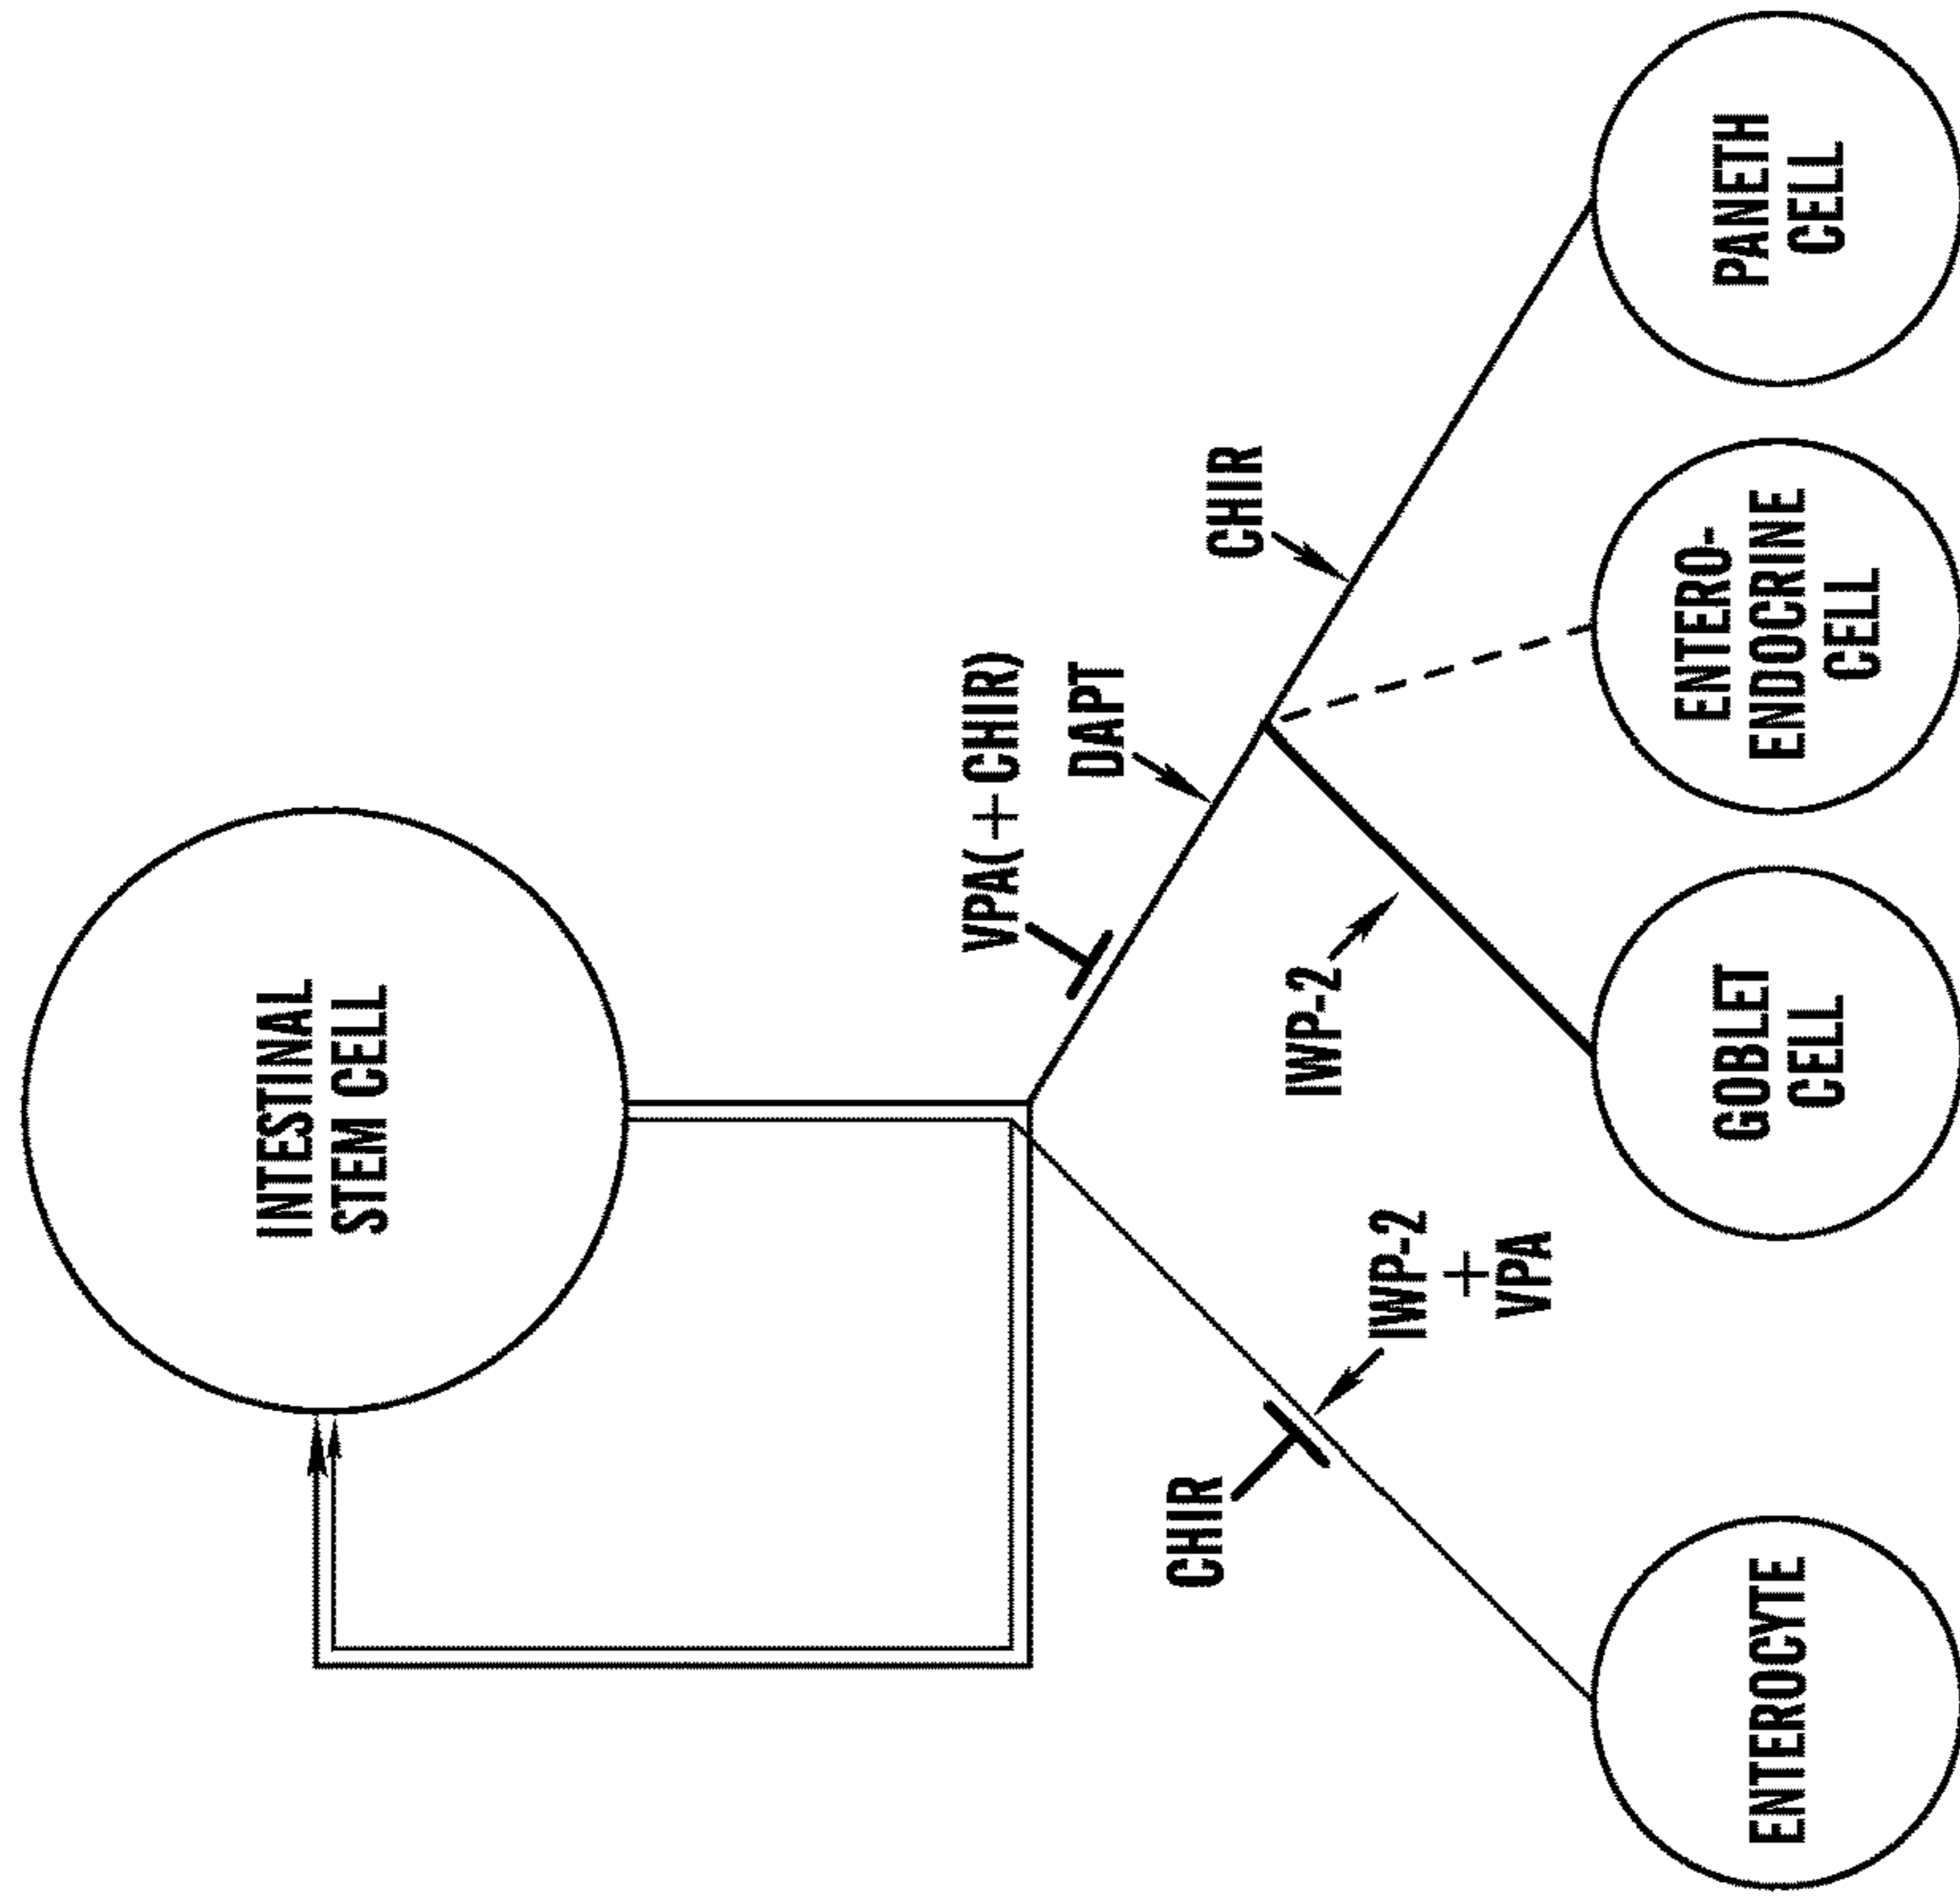 INTESTINAL
STEM CELL
VPA(+CHIR)
DAPT
CHIR
IWP-2
CHIR
IWP-2
+
VPA
ENTEROCYTE
GOBLET
CELL
ENTERO-
ENDOCRINE
CELL
PANETH
CELL